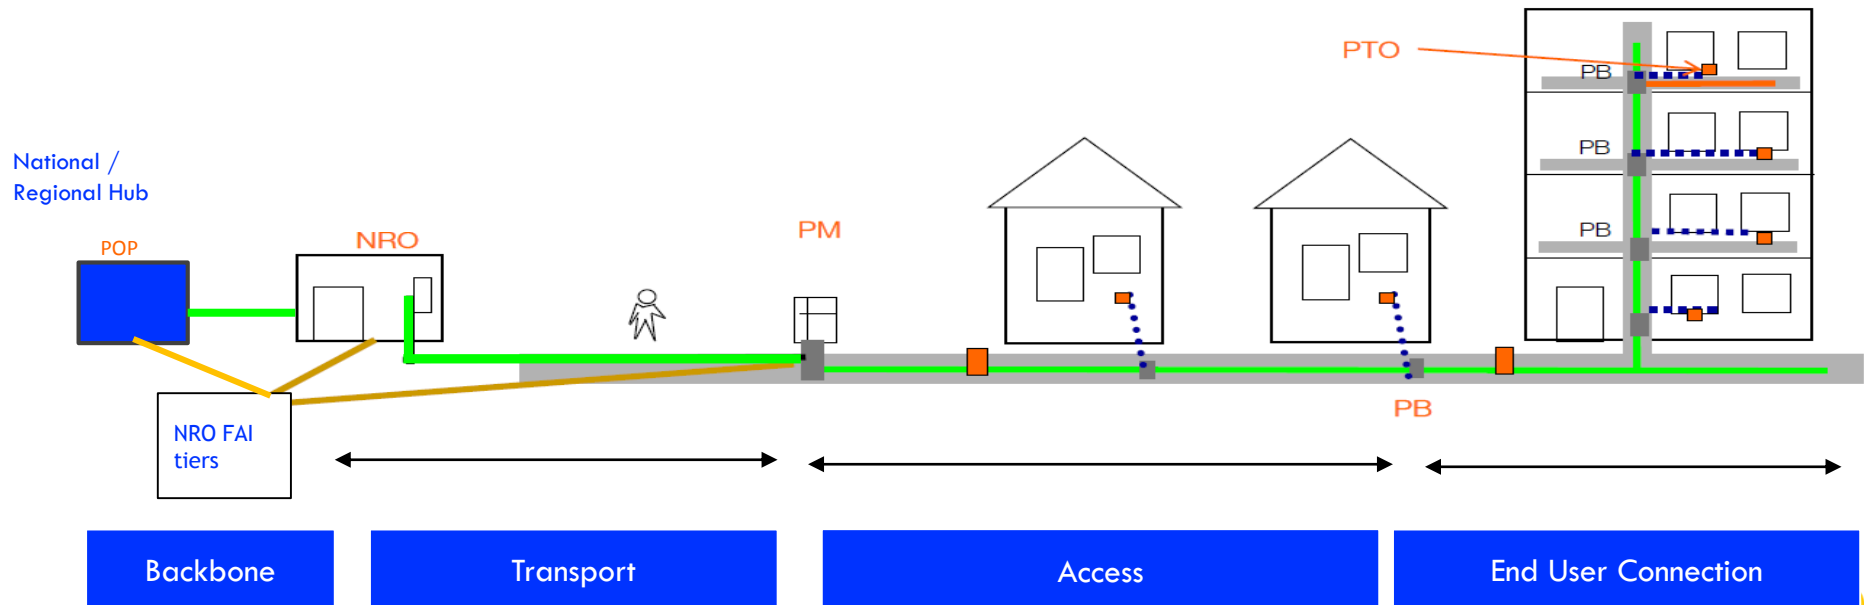 National /
Regional Hub
POP
NRO
PM
PTO
PB
PB
PB
PB
NRO FAI
tiers
Backbone
Transport
Access
End User Connection